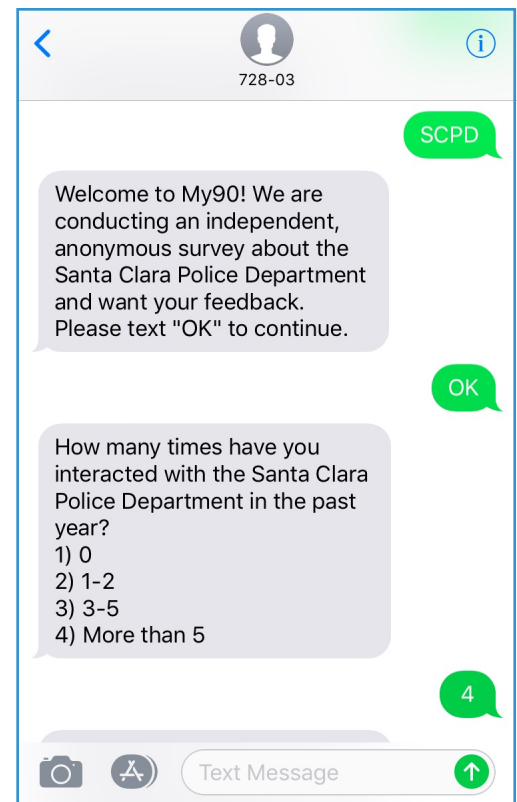 728-03
SCPD
Welcome to My90! We are
conducting an independent,
anonymous survey about the
Santa Clara Police Department
and want your feedback.
Please text "OK" to continue.
OK
How many times have you
interacted with the Santa Clara
Police Department in the past
year?
1) 0
2) 1-2
3) 3-5
4) More than 5
4
Text Message